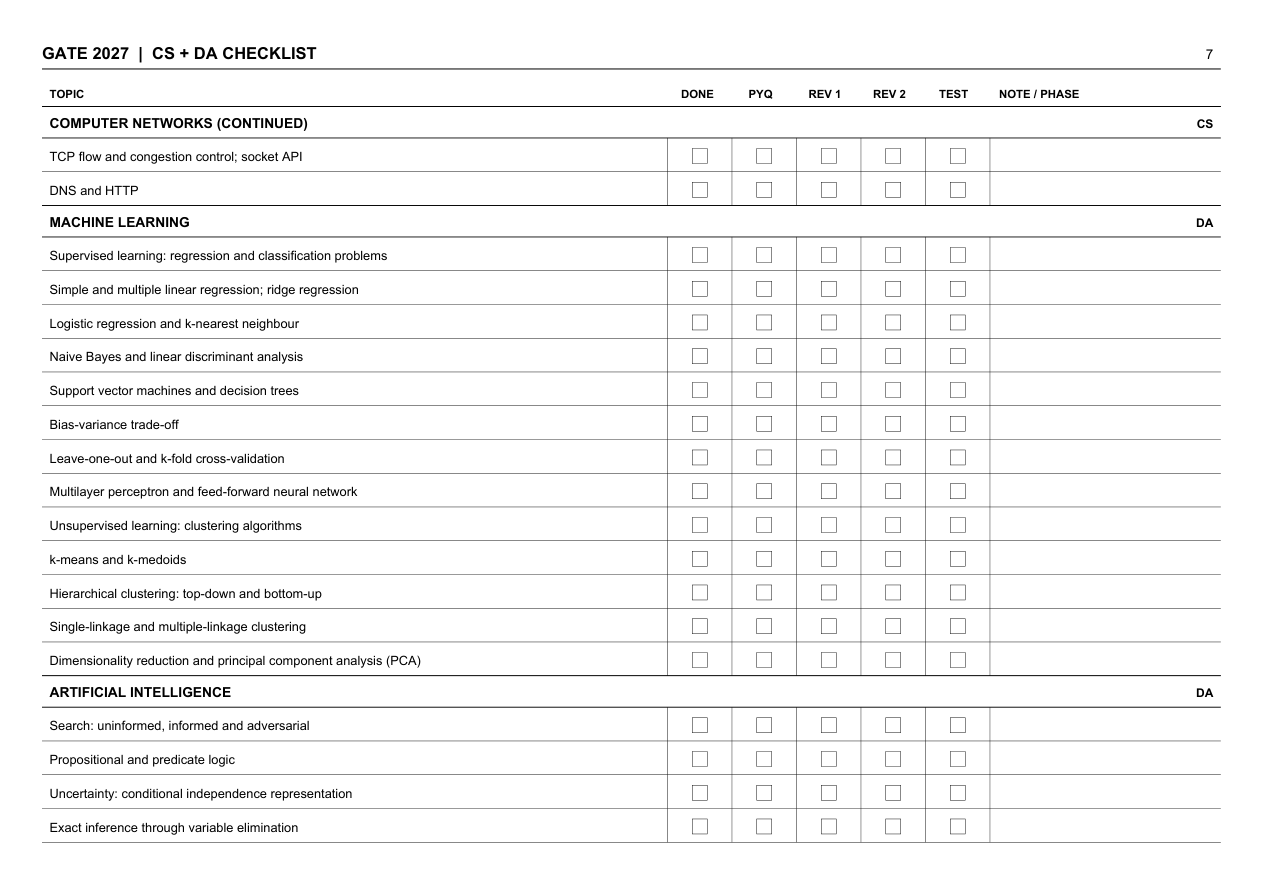 GATE 2027 | CS + DA CHECKLIST 7
TOPIC DONE PYQ REV 1 REV 2 TEST NOTE / PHASE
COMPUTER NETWORKS (CONTINUED) CS
TCP flow and congestion control; socket API
DNS and HTTP
MACHINE LEARNING DA
Supervised learning: regression and classification problems
Simple and multiple linear regression; ridge regression
Logistic regression and k-nearest neighbour
Naive Bayes and linear discriminant analysis
Support vector machines and decision trees
Bias-variance trade-off
Leave-one-out and k-fold cross-validation
Multilayer perceptron and feed-forward neural network
Unsupervised learning: clustering algorithms
k-means and k-medoids
Hierarchical clustering: top-down and bottom-up
Single-linkage and multiple-linkage clustering
Dimensionality reduction and principal component analysis (PCA)
ARTIFICIAL INTELLIGENCE DA
Search: uninformed, informed and adversarial
Propositional and predicate logic
Uncertainty: conditional independence representation
Exact inference through variable elimination